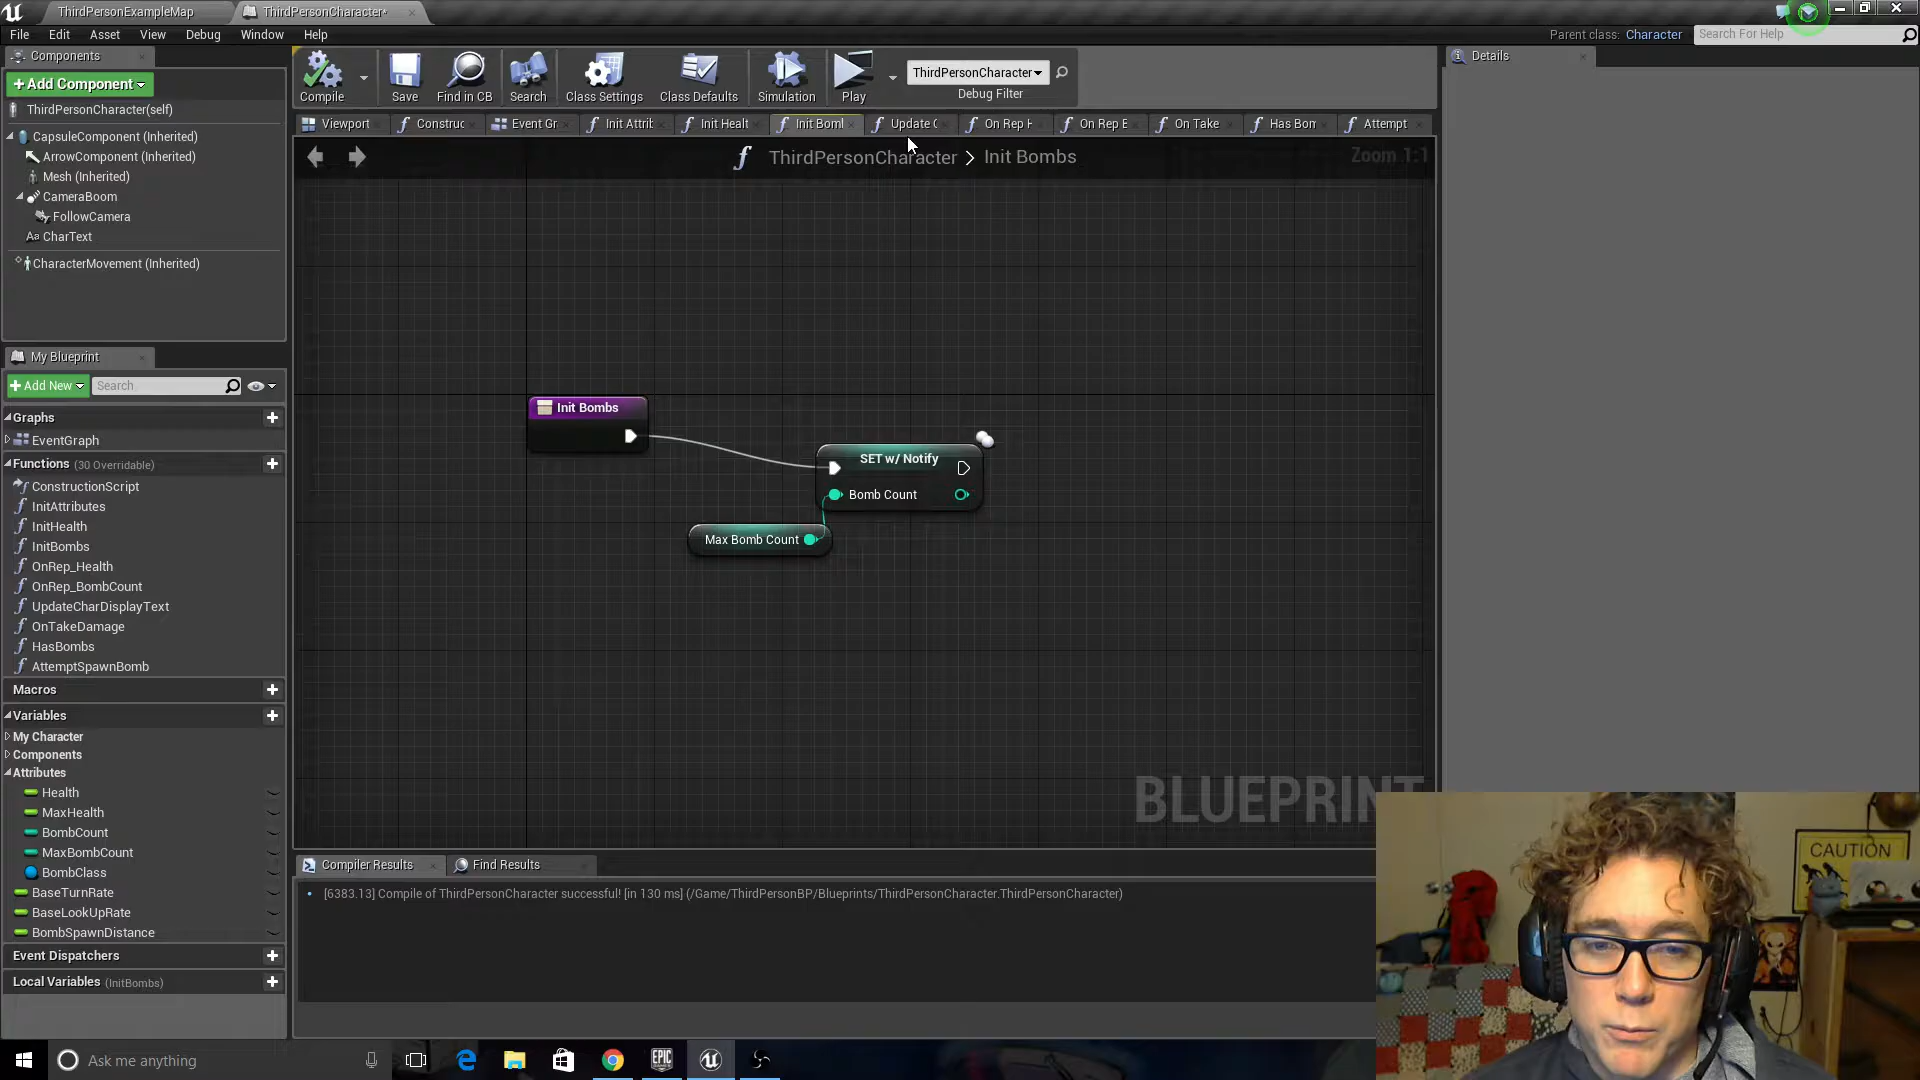 ThirdPersonExampleMap
ThirdPersonCharacter*
File Edit Asset View Debug Window Help
Parent class: Character
Search For Help
Components
+Add Component
ThirdPersonCharacter(self)
CapsuleComponent (Inherited)
ArrowComponent (Inherited)
Mesh (Inherited)
CameraBoom
FollowCamera
Aa CharText
CharacterMovement (Inherited)
Compile
Save
Find in CB
Search
Class Settings
Class Defaults
Simulation
Play
ThirdPersonCharacter
Debug Filter
Details
Viewport
Construc
Event Gr
Init Attrib
Init Healt
Init Boml
Update C
On Rep H
On Rep B
On Take
Has Bom
Attempt
ThirdPersonCharacter > Init Bombs
Zoom 1:1
Init Bombs
SET w/ Notify
Bomb Count
Max Bomb Count
BLUEPRINT
My Blueprint
+Add New
Search
Graphs
EventGraph
Functions (30 Overridable)
ConstructionScript
InitAttributes
InitHealth
InitBombs
OnRep_Health
OnRep_BombCount
UpdateCharDisplayText
OnTakeDamage
HasBombs
AttemptSpawnBomb
Macros
Variables
My Character
Components
Attributes
Health
MaxHealth
BombCount
MaxBombCount
BombClass
BaseTurnRate
BaseLookUpRate
BombSpawnDistance
Event Dispatchers
Local Variables (InitBombs)
Compiler Results
Find Results
[6383.13] Compile of ThirdPersonCharacter successful! [in 130 ms] (/Game/ThirdPersonBP/Blueprints/ThirdPersonCharacter.ThirdPersonCharacter)
CAUTION
Ask me anything
EPIC